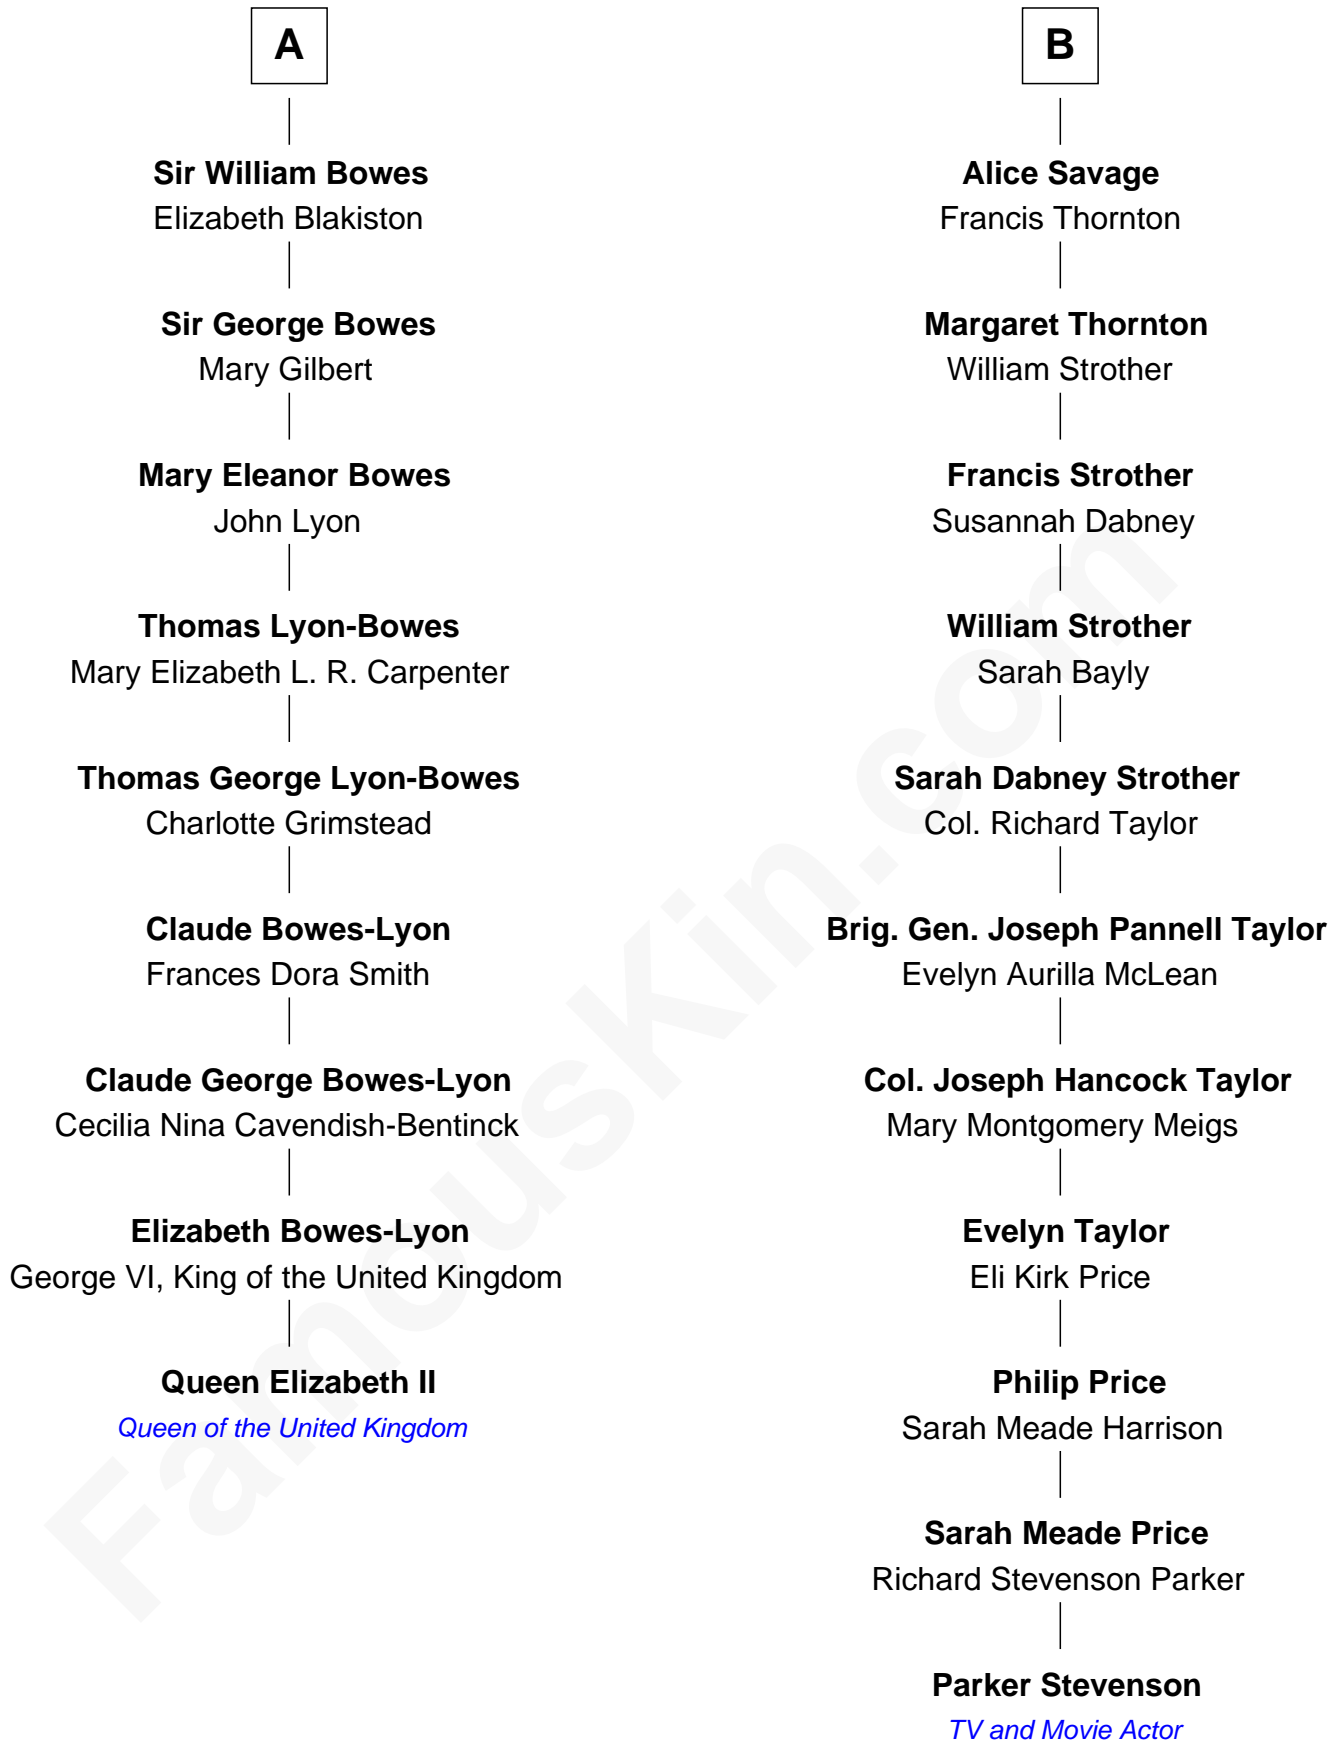 A
Sir William Bowes
Elizabeth Blakiston
Sir George Bowes
Mary Gilbert
Mary Eleanor Bowes
John Lyon
Thomas Lyon-Bowes
Mary Elizabeth L. R. Carpenter
Thomas George Lyon-Bowes
Charlotte Grimstead
Claude Bowes-Lyon
Frances Dora Smith
Claude George Bowes-Lyon
Cecilia Nina Cavendish-Bentinck
Elizabeth Bowes-Lyon
George VI, King of the United Kingdom
Queen Elizabeth II
Queen of the United Kingdom
B
Alice Savage
Francis Thornton
Margaret Thornton
William Strother
Francis Strother
Susannah Dabney
William Strother
Sarah Bayly
Sarah Dabney Strother
Col. Richard Taylor
Brig. Gen. Joseph Pannell Taylor
Evelyn Aurilla McLean
Col. Joseph Hancock Taylor
Mary Montgomery Meigs
Evelyn Taylor
Eli Kirk Price
Philip Price
Sarah Meade Harrison
Sarah Meade Price
Richard Stevenson Parker
Parker Stevenson
TV and Movie Actor
FamousKin.com